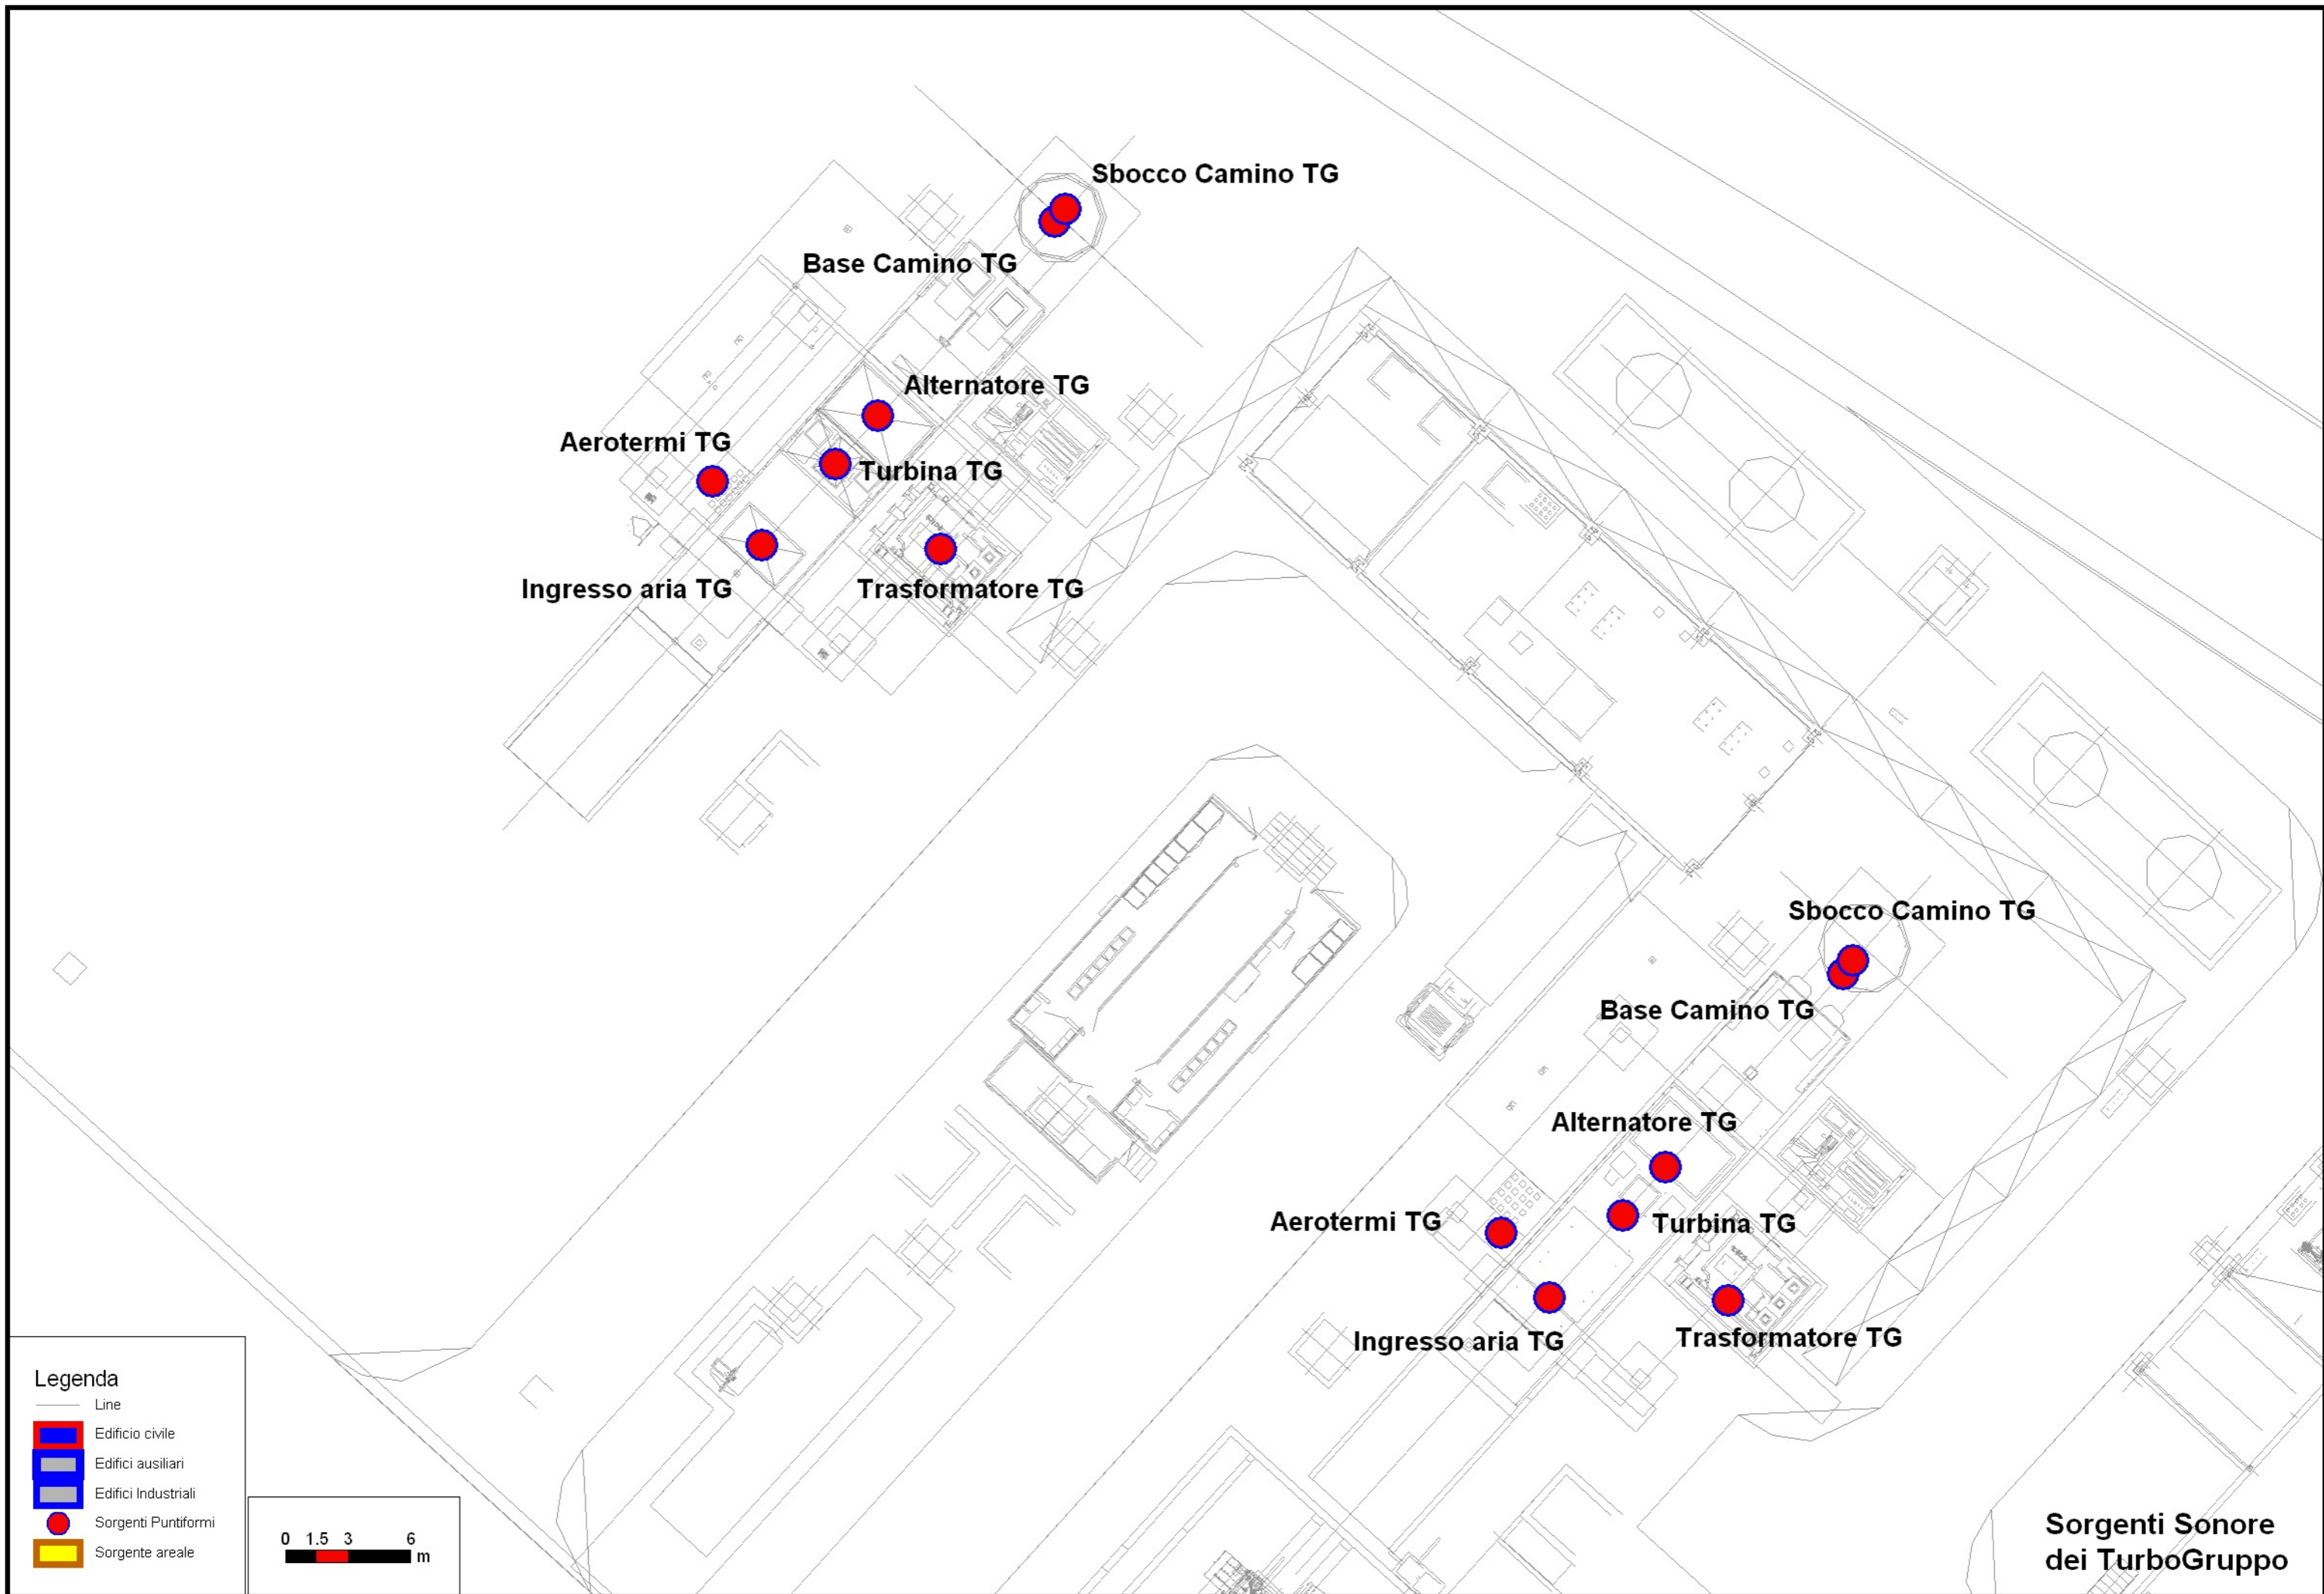 Sbocco Camino TG
Base Camino TG
Alternatore TG
Aerotermi TG
Turbina TG
Ingresso aria TG
Trasformatore TG
Sbocco Camino TG
Base Camino TG
Alternatore TG
Aerotermi TG
Turbina TG
Ingresso aria TG
Trasformatore TG
Legenda
Line
Edificio civile
Edifici ausiliari
Edifici Industriali
Sorgenti Puntiformi
Sorgente areale
0 1.5 3 6
m
Sorgenti Sonore
dei TurboGruppo